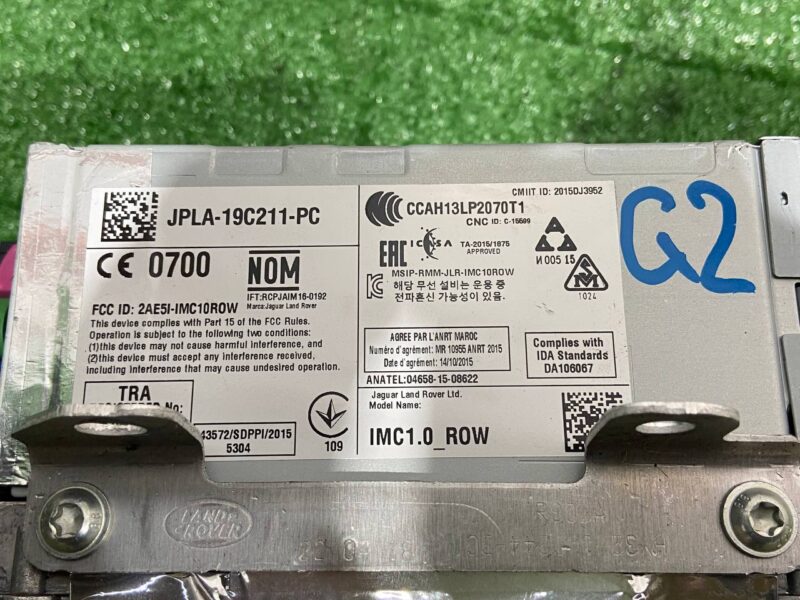 JPLA-19C211-PC
CE 0700
NOM
IFT:RCPJAIM16-0192
Marca:Jaguar Land Rover
FCC ID: 2AE5I-IMC10ROW
This device complies with Part 15 of the FCC Rules.
Operation is subject to the following two conditions:
(1)this device may not cause harmful interference, and
(2)this device must accept any interference received,
including interference that may cause undesired operation.
TRA
43572/SDPPI/2015
5304
109
CMIIT ID: 2015DJ3952
CCAH13LP2070T1
CNC ID: C-15599
EAC
ICASA
TA-2015/1875
APPROVED
И 005 15
MSIP-RMM-JLR-IMC10ROW
해당 무선 설비는 운용 중
전파혼신 가능성이 있음.
1024
AGREE PAR L'ANRT MAROC
Numéro d'agrément: MR 10955 ANRT 2015
Date d'agrément: 14/10/2015
Complies with
IDA Standards
DA106067
ANATEL:04658-15-08622
Jaguar Land Rover Ltd.
Model Name:
IMC1.0_ROW
G2
LAND
ROVER